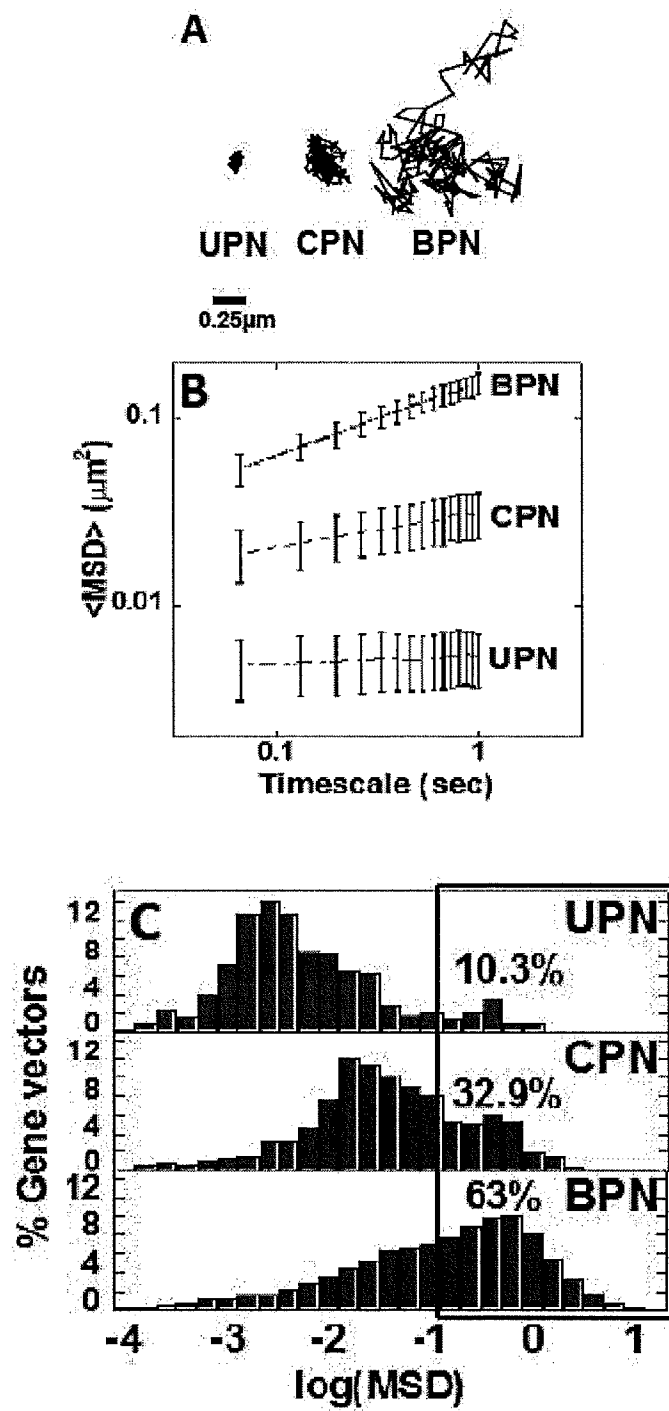 A
UPN CPN BPN
0.25µm
B
BPN
CPN
UPN
0.1
0.01
<MSD> (µm²)
0.1 1
Timescale (sec)
C
UPN
10.3%
CPN
32.9%
63% BPN
12
8
4
0
12
8
4
0
12
8
4
0
% Gene vectors
-4 -3 -2 -1 0 1
log(MSD)